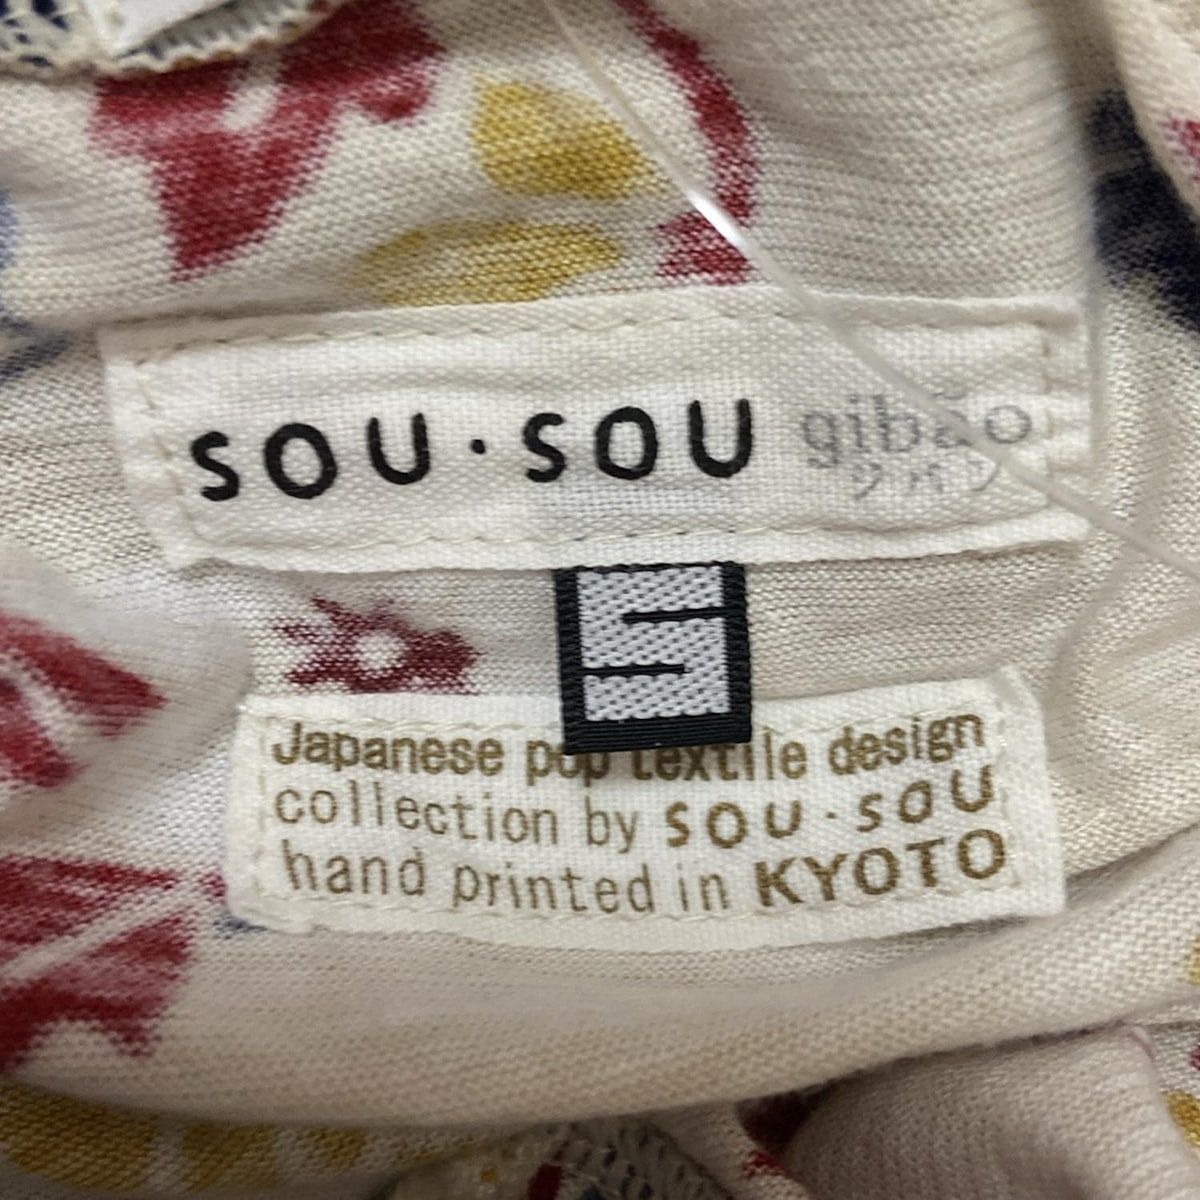 SOU・SOU gibao
S
Japanese pop textile design
collection by SOU・SOU
hand printed in KYOTO